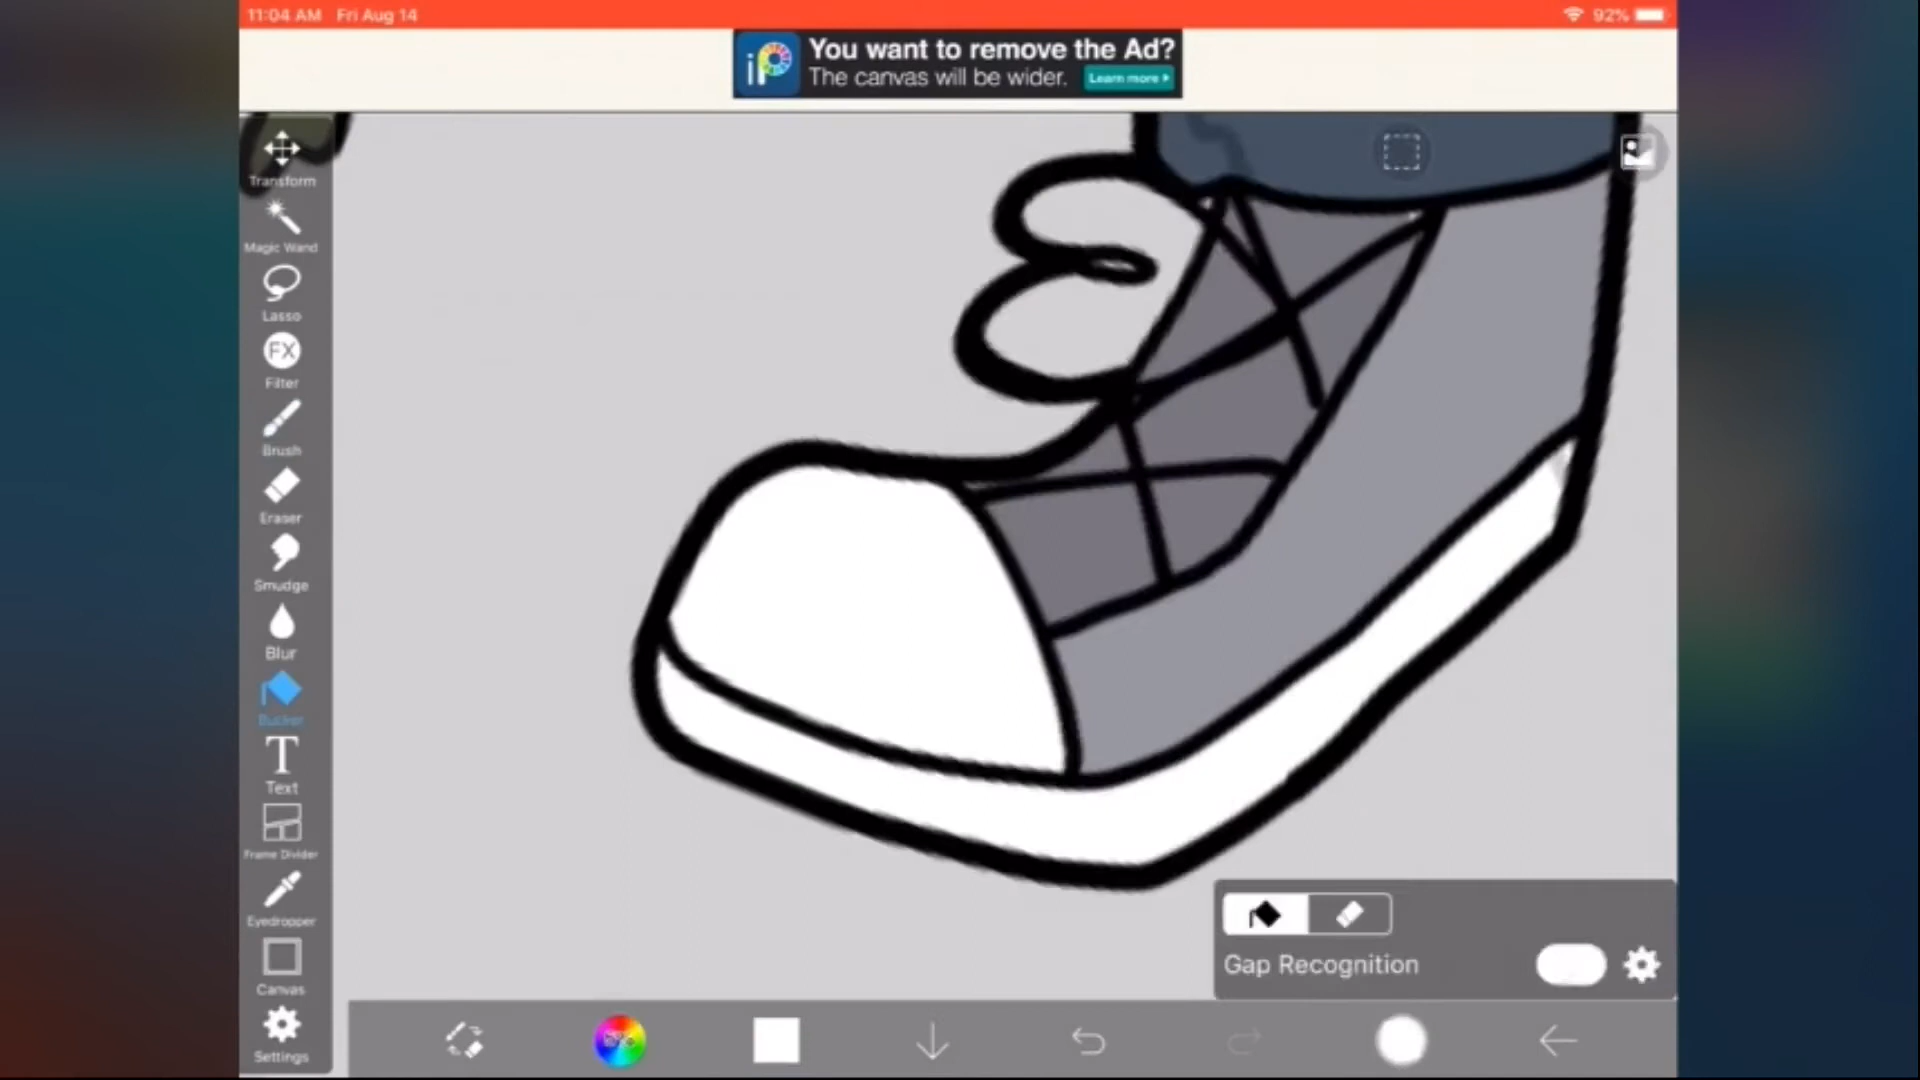 11:04 AM Fri Aug 14
92%
iP
You want to remove the Ad?
The canvas will be wider.
Learn more
Transform
Magic Wand
Lasso
FX
Filter
Brush
Eraser
Smudge
Blur
Bucket
T
Text
Frame Divider
Eyedropper
Canvas
Settings
Gap Recognition